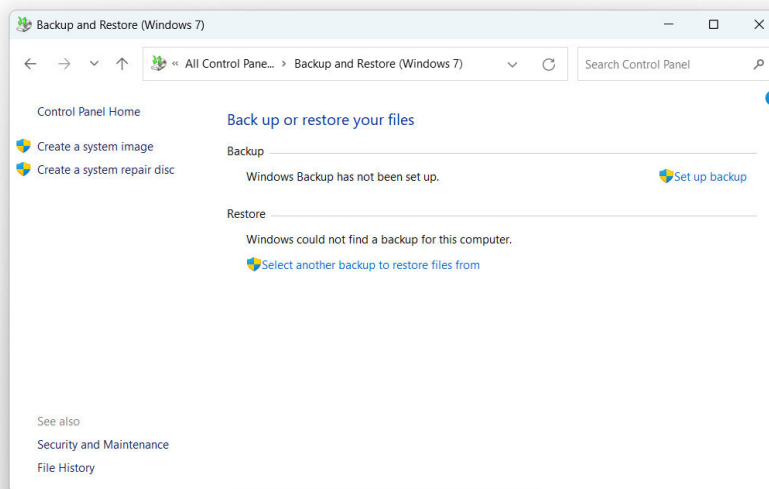 Backup and Restore (Windows 7)
« All Control Pane... › Backup and Restore (Windows 7)
Search Control Panel
Control Panel Home
Create a system image
Create a system repair disc
Back up or restore your files
Backup
Windows Backup has not been set up.
Set up backup
Restore
Windows could not find a backup for this computer.
Select another backup to restore files from
See also
Security and Maintenance
File History